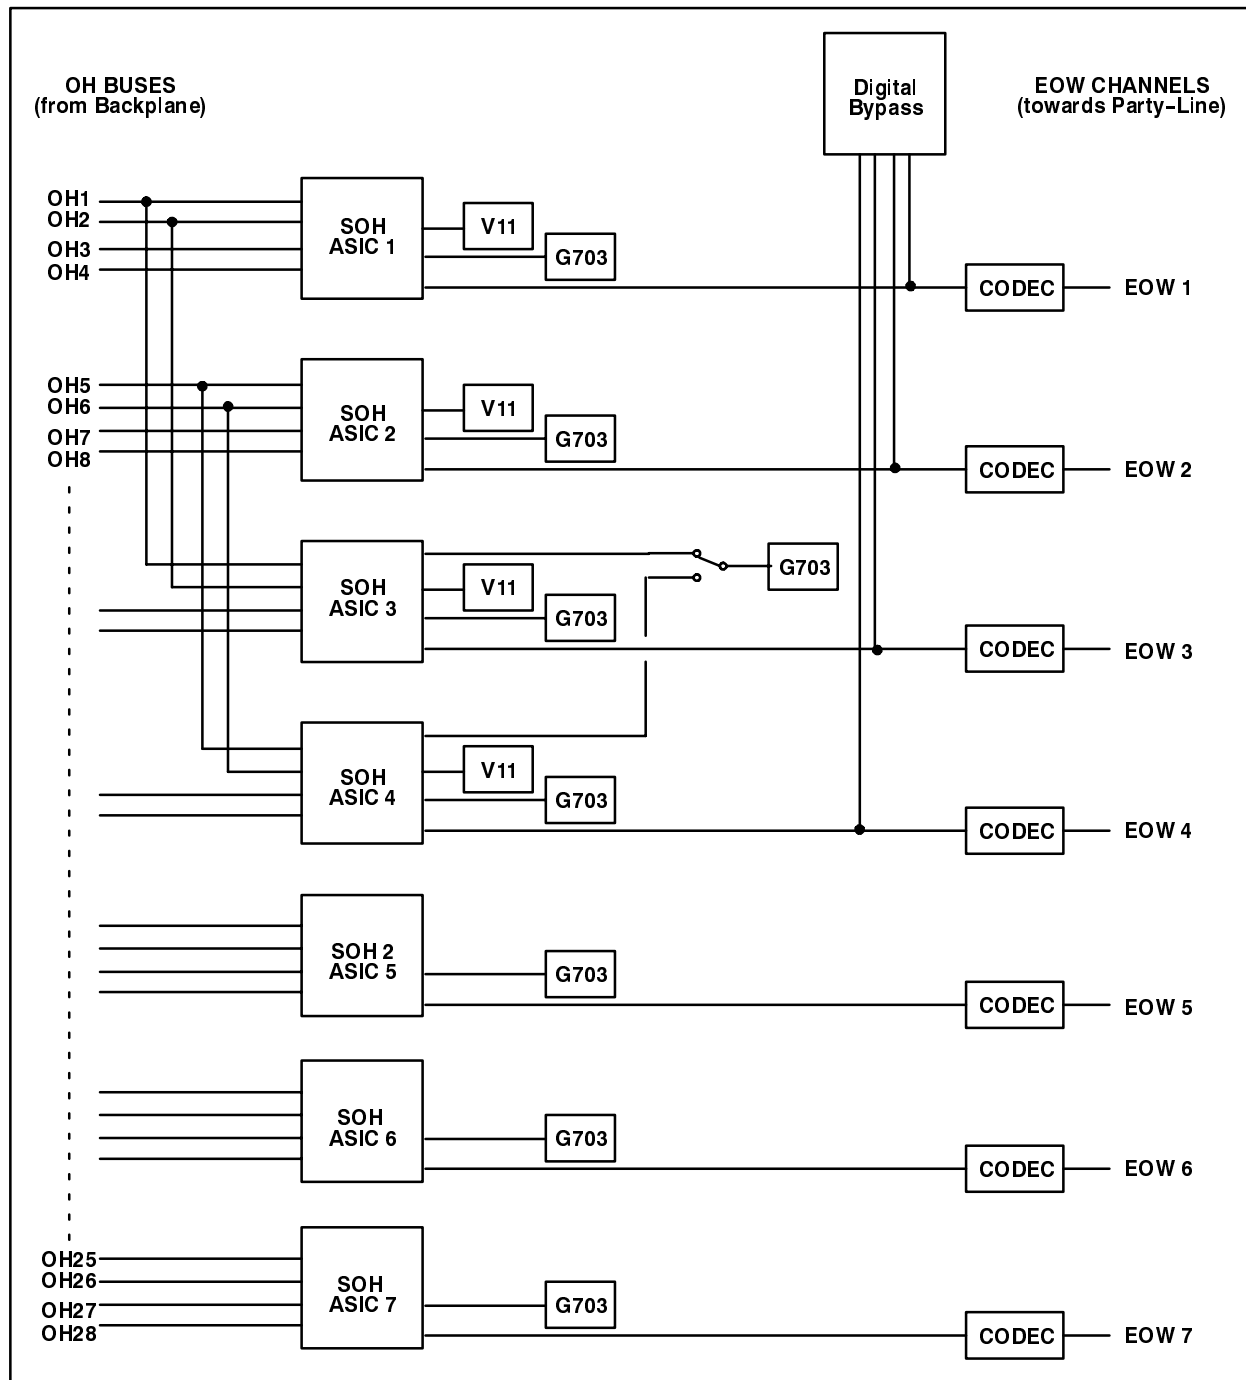 OH BUSES
(from Backplane)
Digital
Bypass
EOW CHANNELS
(towards Party-Line)
OH1
OH2
OH3
OH4
SOH
ASIC 1
V11
G703
CODEC
EOW 1
OH5
OH6
OH7
OH8
SOH
ASIC 2
V11
G703
CODEC
EOW 2
SOH
ASIC 3
V11
G703
G703
CODEC
EOW 3
SOH
ASIC 4
V11
G703
CODEC
EOW 4
SOH 2
ASIC 5
G703
CODEC
EOW 5
SOH
ASIC 6
G703
CODEC
EOW 6
OH25
OH26
OH27
OH28
SOH
ASIC 7
G703
CODEC
EOW 7